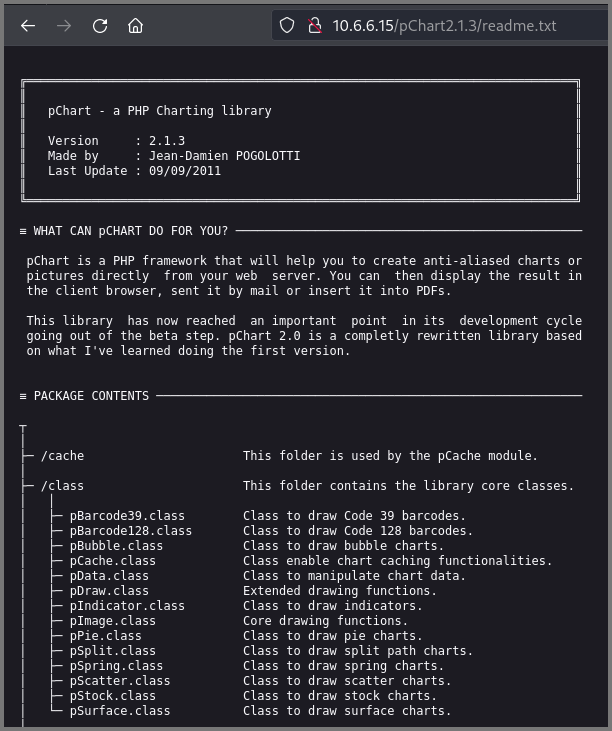 10.6.6.15/pChart2.1.3/readme.txt
pChart - a PHP Charting library
Version     : 2.1.3
Made by     : Jean-Damien POGOLOTTI
Last Update : 09/09/2011
≡ WHAT CAN pCHART DO FOR YOU?
pChart is a PHP framework that will help you to create anti-aliased charts or
pictures directly  from your web  server. You can  then display the result in
the client browser, sent it by mail or insert it into PDFs.
This library  has now reached  an important  point  in its  development cycle
going out of the beta step. pChart 2.0 is a completly rewritten library based
on what I've learned doing the first version.
≡ PACKAGE CONTENTS
/cache                      This folder is used by the pCache module.
/class                      This folder contains the library core classes.
pBarcode39.class        Class to draw Code 39 barcodes.
pBarcode128.class       Class to draw Code 128 barcodes.
pBubble.class           Class to draw bubble charts.
pCache.class            Class enable chart caching functionalities.
pData.class             Class to manipulate chart data.
pDraw.class             Extended drawing functions.
pIndicator.class        Class to draw indicators.
pImage.class            Core drawing functions.
pPie.class              Class to draw pie charts.
pSplit.class            Class to draw split path charts.
pSpring.class           Class to draw spring charts.
pScatter.class          Class to draw scatter charts.
pStock.class            Class to draw stock charts.
pSurface.class          Class to draw surface charts.